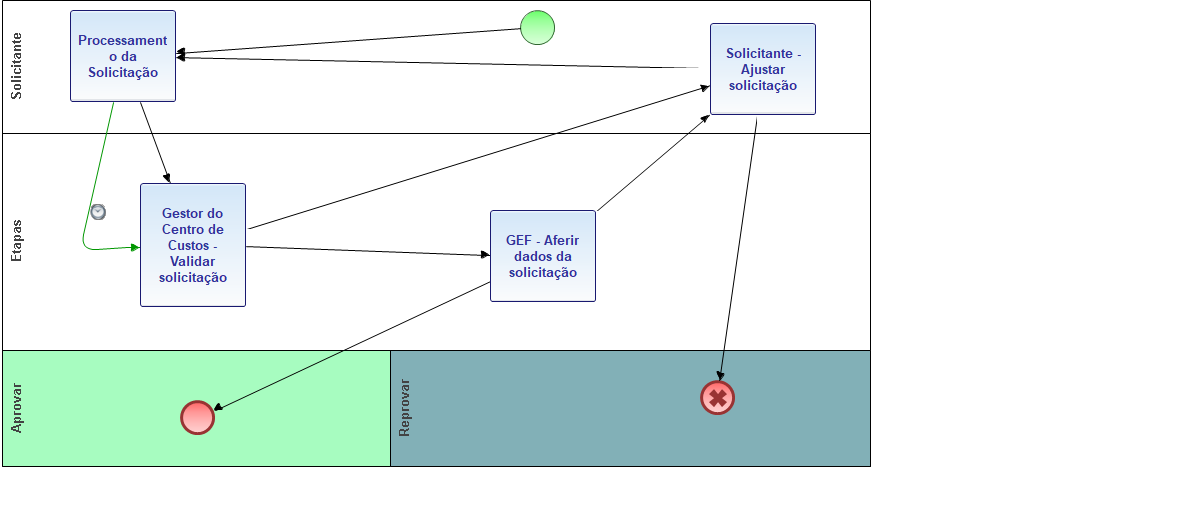 Solicitante
Processament
o da
Solicitação
Solicitante -
Ajustar
solicitação
Etapas
Gestor do
Centro de
Custos -
Validar
solicitação
GEF - Aferir
dados da
solicitação
Aprovar
Reprovar